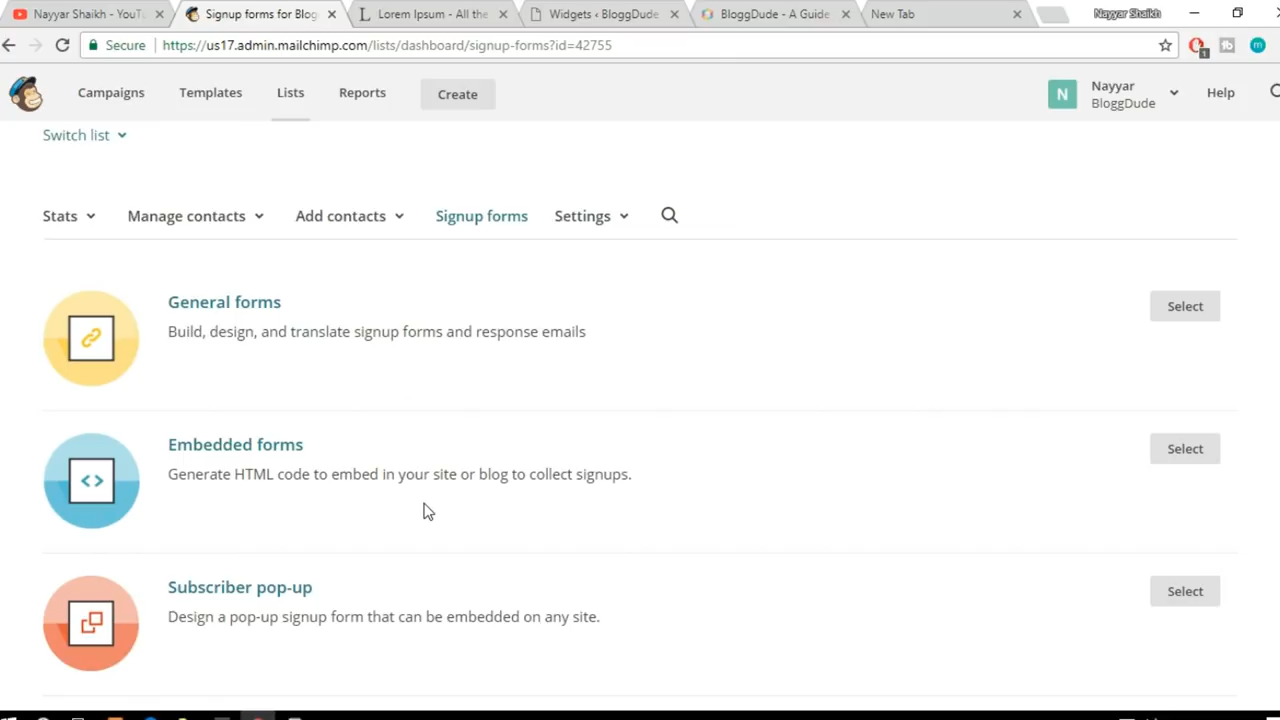 Nayyar Shaikh - YouTu
Signup forms for Blog
Lorem Ipsum - All the
Widgets ‹ BloggDude
BloggDude - A Guide
New Tab
Nayyar Shaikh
Secure
https://us17.admin.mailchimp.com/lists/dashboard/signup-forms?id=42755
1
tb
m
Campaigns
Templates
Lists
Reports
Create
N
Nayyar
BloggDude
Help
Switch list
Stats
Manage contacts
Add contacts
Signup forms
Settings
General forms
Select
Build, design, and translate signup forms and response emails
Embedded forms
Select
Generate HTML code to embed in your site or blog to collect signups.
Subscriber pop-up
Select
Design a pop-up signup form that can be embedded on any site.